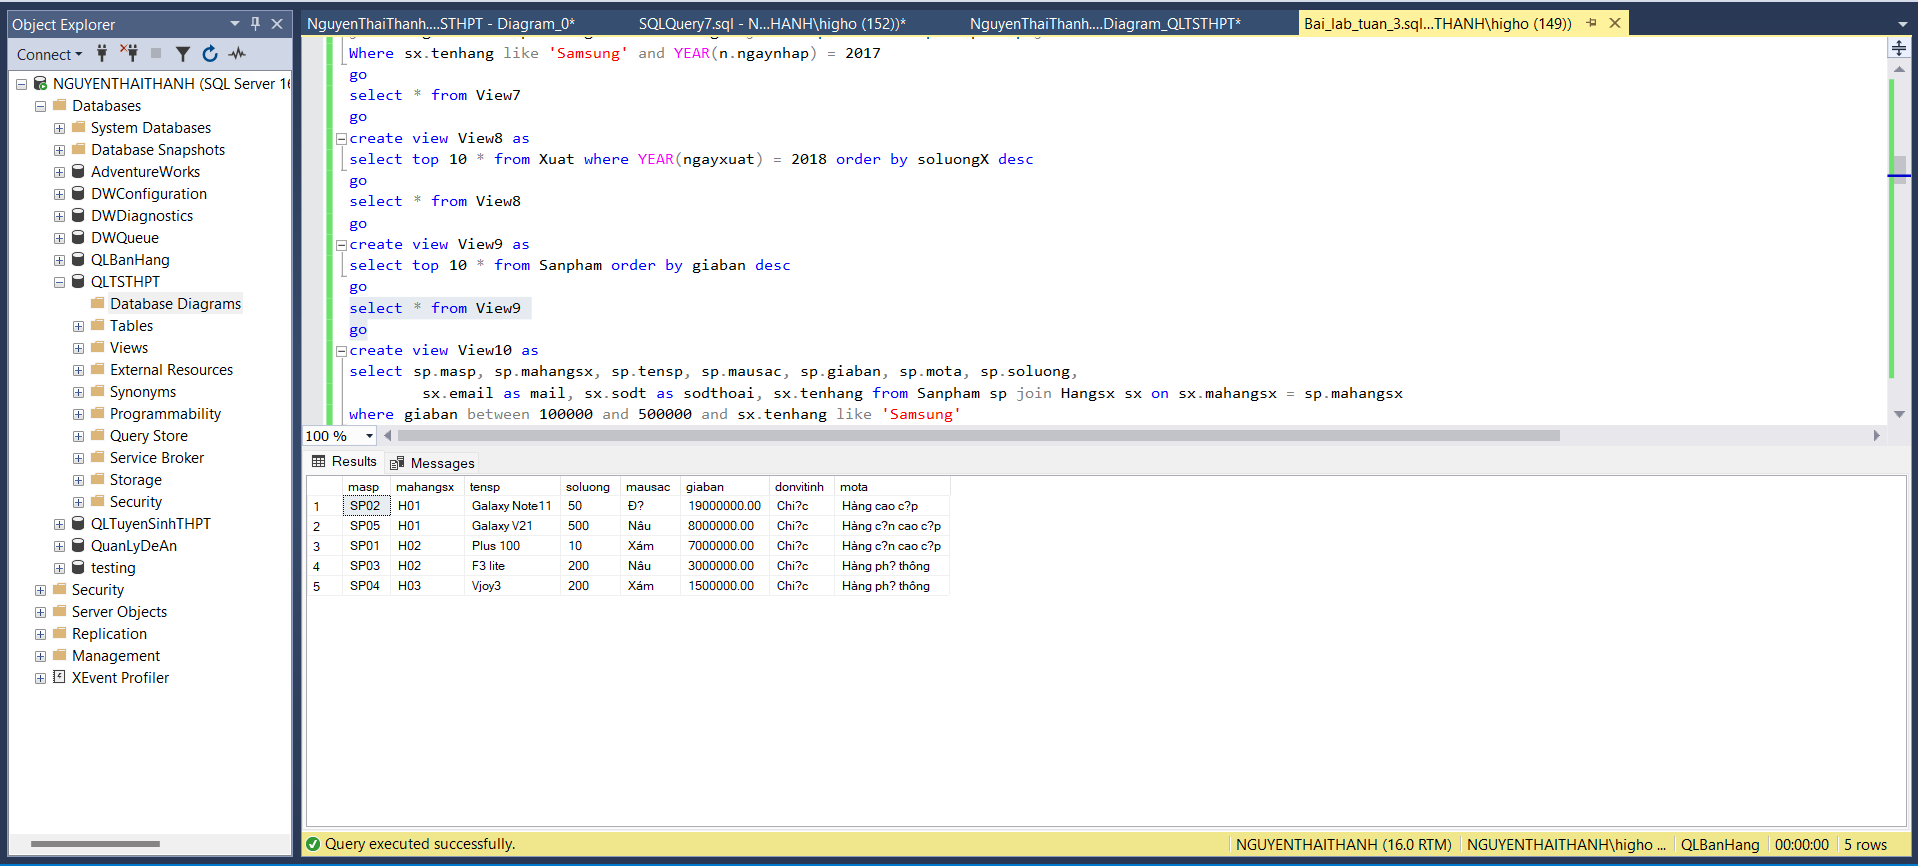 Object Explorer
Connect
NGUYENTHAITHANH (SQL Server 16
Databases
System Databases
Database Snapshots
AdventureWorks
DWConfiguration
DWDiagnostics
DWQueue
QLBanHang
QLTSTHPT
Database Diagrams
Tables
Views
External Resources
Synonyms
Programmability
Query Store
Service Broker
Storage
Security
QLTuyenSinhTHPT
QuanLyDeAn
testing
Security
Server Objects
Replication
Management
XEvent Profiler
NguyenThaiThanh....STHPT - Diagram_0*
SQLQuery7.sql - N...HANH\higho (152))*
NguyenThaiThanh....Diagram_QLTSTHPT*
Bai_lab_tuan_3.sql...THANH\higho (149))
Where sx.tenhang like 'Samsung' and YEAR(n.ngaynhap) = 2017
go
select * from View7
go
create view View8 as
select top 10 * from Xuat where YEAR(ngayxuat) = 2018 order by soluongX desc
go
select * from View8
go
create view View9 as
select top 10 * from Sanpham order by giaban desc
go
select * from View9
go
create view View10 as
select sp.masp, sp.mahangsx, sp.tensp, sp.mausac, sp.giaban, sp.mota, sp.soluong,
sx.email as mail, sx.sodt as sodthoai, sx.tenhang from Sanpham sp join Hangsx sx on sx.mahangsx = sp.mahangsx
where giaban between 100000 and 500000 and sx.tenhang like 'Samsung'
100 %
Results Messages
masp mahangsx tensp soluong mausac giaban donvitinh mota
1 SP02 H01 Galaxy Note11 50 Đ? 19000000.00 Chi?c Hàng cao c?p
2 SP05 H01 Galaxy V21 500 Nâu 8000000.00 Chi?c Hàng c?n cao c?p
3 SP01 H02 Plus 100 10 Xám 7000000.00 Chi?c Hàng c?n cao c?p
4 SP03 H02 F3 lite 200 Nâu 3000000.00 Chi?c Hàng ph? thông
5 SP04 H03 Vjoy3 200 Xám 1500000.00 Chi?c Hàng ph? thông
Query executed successfully.
NGUYENTHAITHANH (16.0 RTM) NGUYENTHAITHANH\higho ... QLBanHang 00:00:00 5 rows